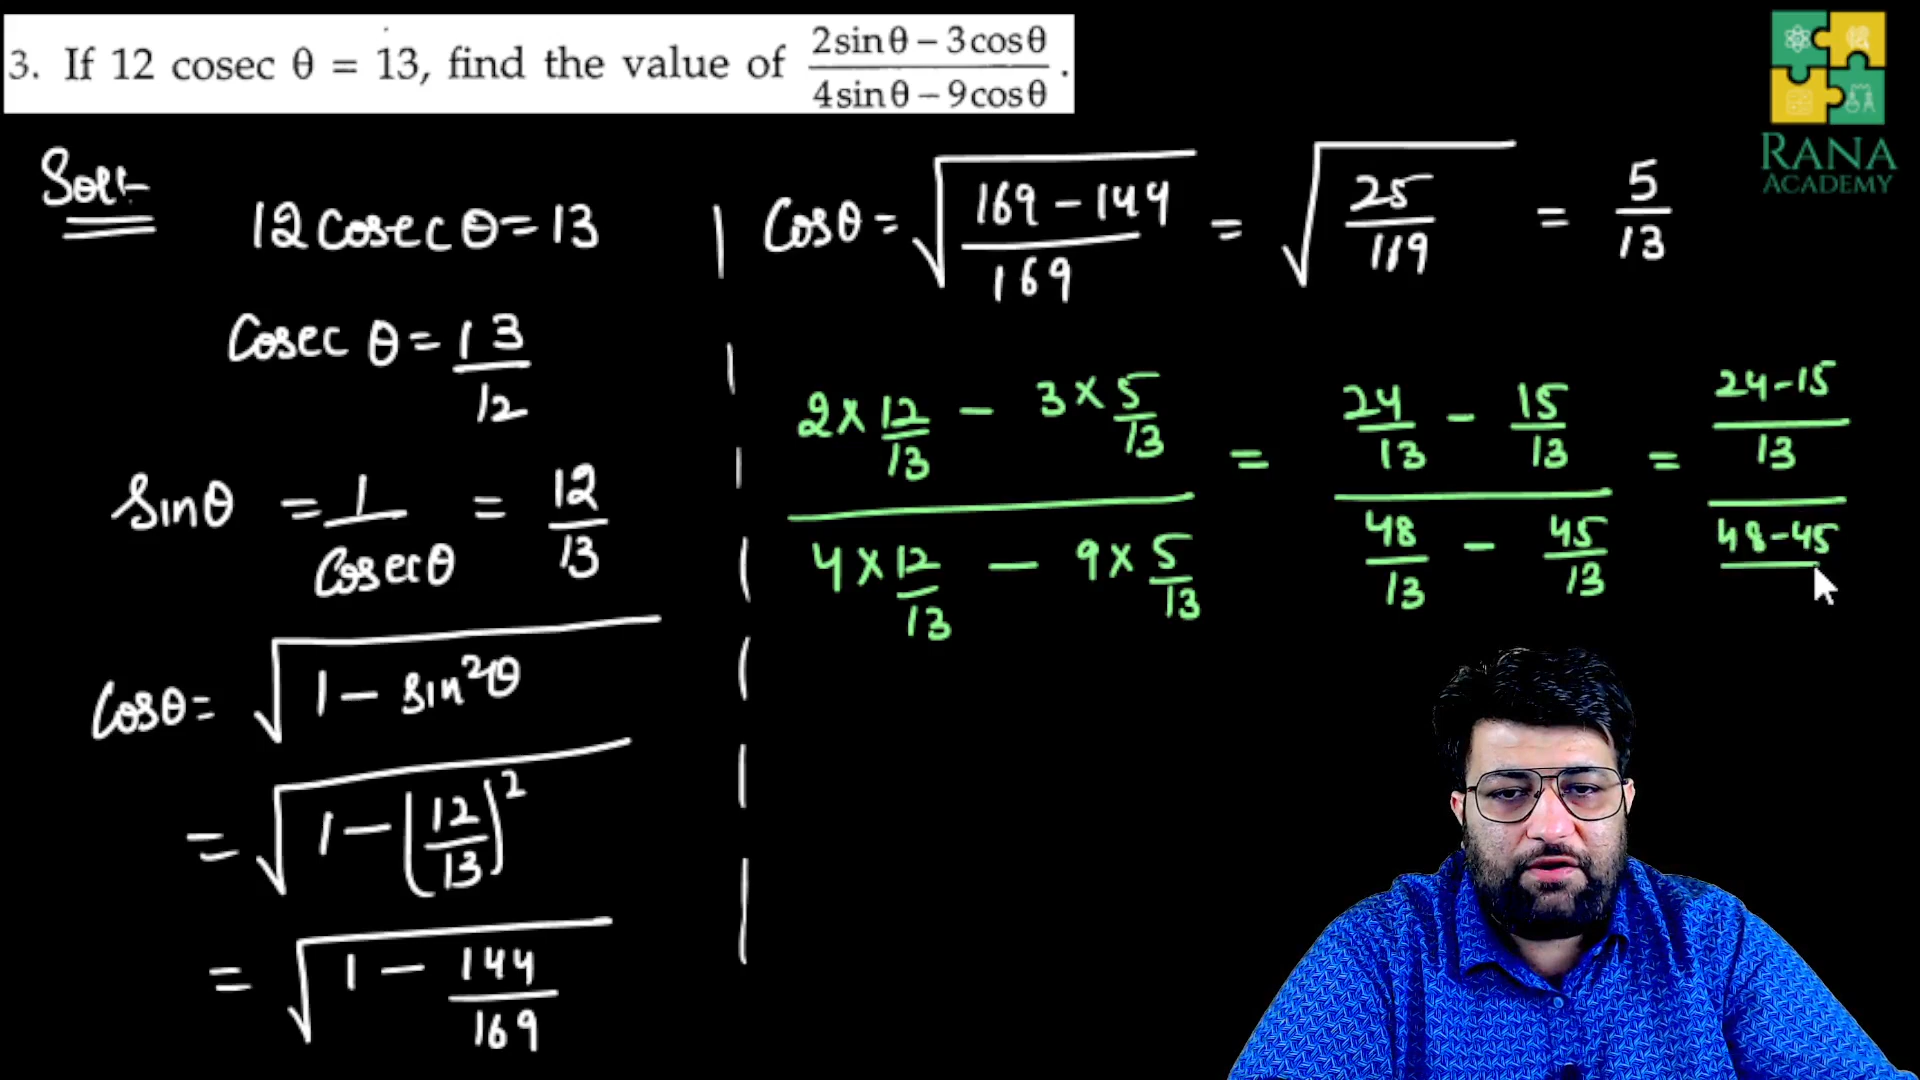 3. If 12 cosec θ = 13, find the value of (2sinθ – 3cosθ)/(4sinθ – 9cosθ).
RANA
ACADEMY
Sol:-
12 cosec θ = 13
Cosec θ = 13/12
Sinθ = 1/Cosecθ = 12/13
Cosθ = √(1 – sin²θ)
= √(1 – (12/13)²)
= √(1 – 144/169)
Cosθ = √((169 – 144)/169) = √(25/119) = 5/13
(2 × 12/13 – 3 × 5/13)/(4 × 12/13 – 9 × 5/13) = (24/13 – 15/13)/(48/13 – 45/13) = ((24 – 15)/13)/(48 – 45)